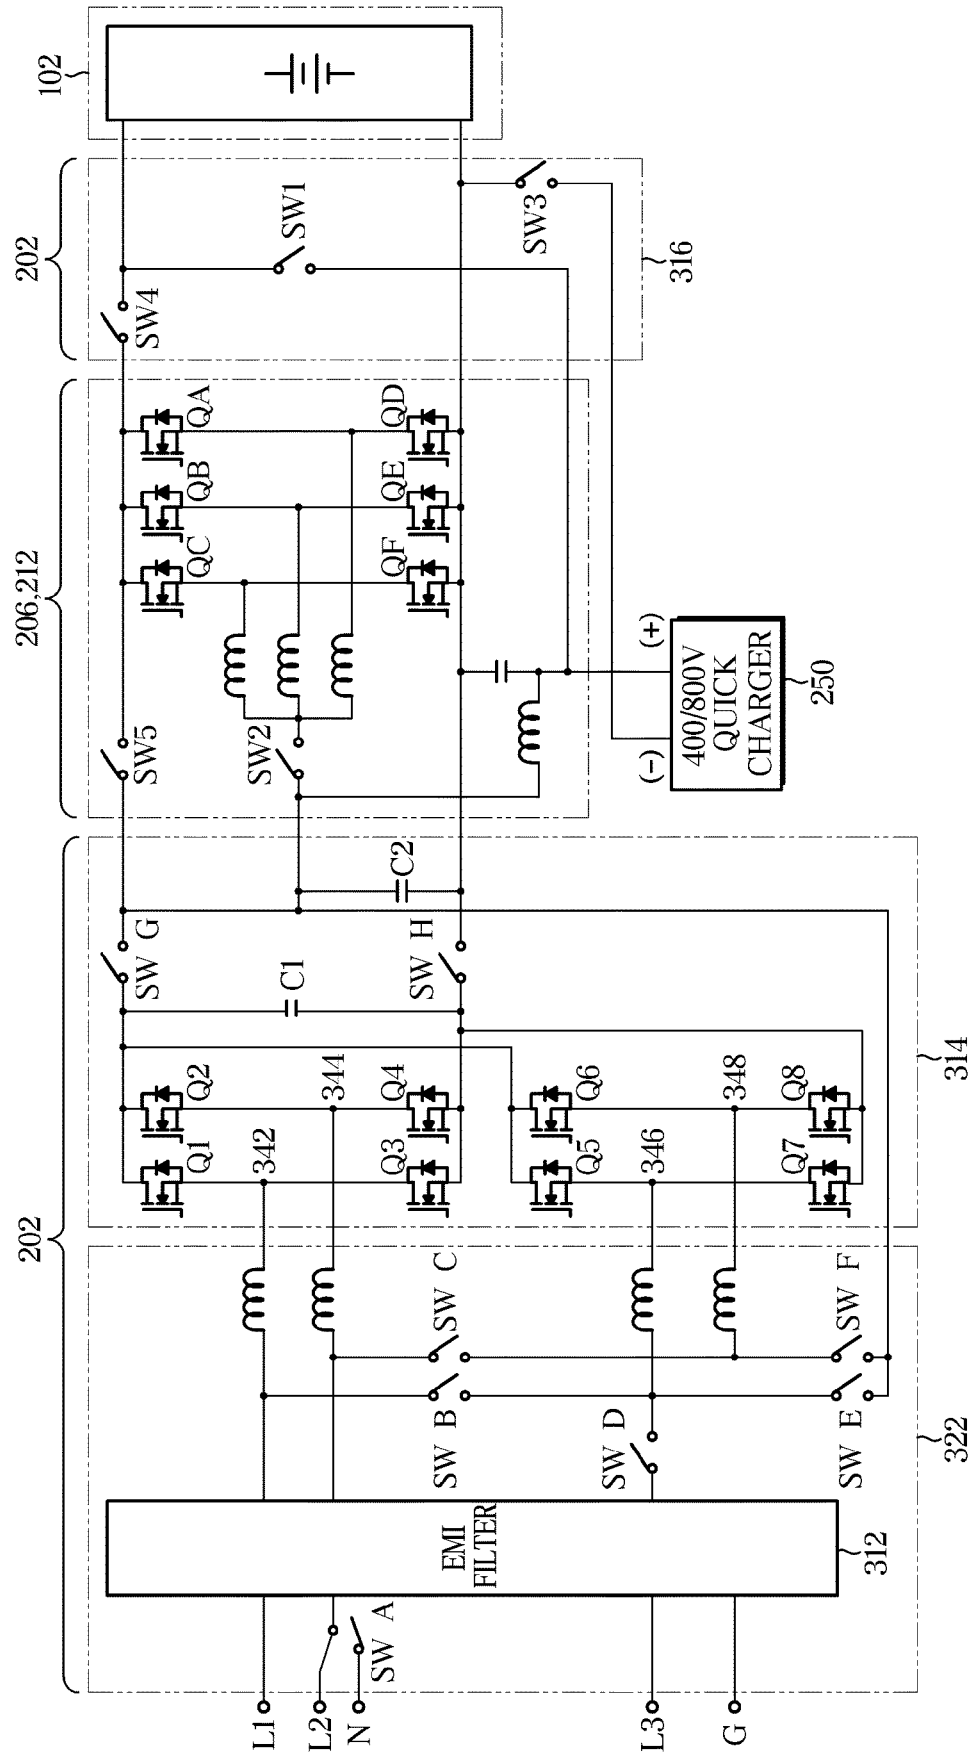 202
206,212
202
102
L1
L2
N
L3
G
SW A
EMI
FILTER
312
SW B
SW C
SW D
SW E
SW F
322
Q1
Q2
342
344
Q3
Q4
Q5
Q6
346
348
Q7
Q8
C1
SW G
SW H
C2
314
SW5
SW2
QC
QB
QA
QF
QE
QD
(-)
(+)
400/800V
QUICK
CHARGER
250
SW4
SW1
SW3
316